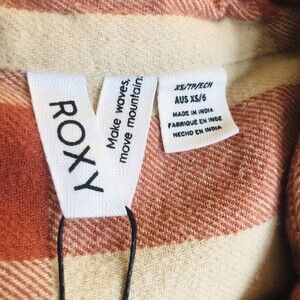 ROXY
Make waves,
move mountain
XS/TP/ECH
AUS XS/6
MADE IN INDIA
FABRIQUE EN INDE
HECHO EN INDIA